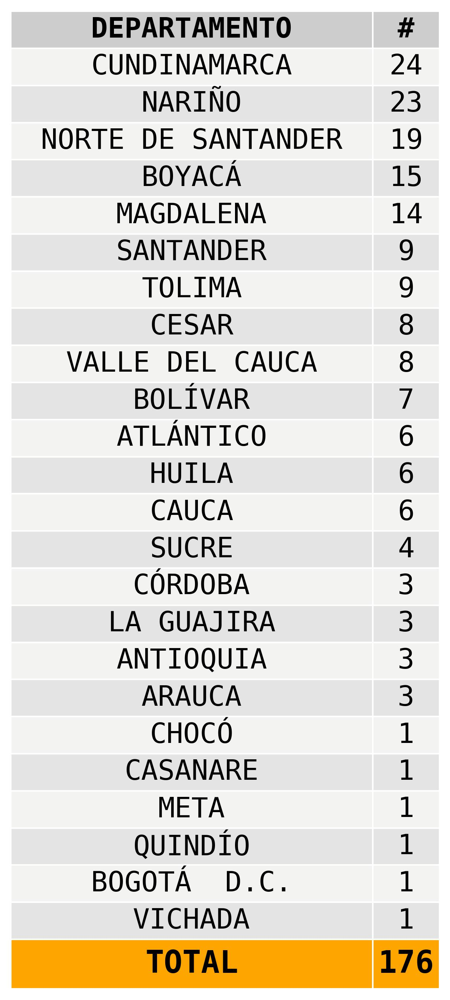 DEPARTAMENTO #
CUNDINAMARCA 24
NARIÑO 23
NORTE DE SANTANDER 19
BOYACÁ 15
MAGDALENA 14
SANTANDER 9
TOLIMA 9
CESAR 8
VALLE DEL CAUCA 8
BOLÍVAR 7
ATLÁNTICO 6
HUILA 6
CAUCA 6
SUCRE 4
CÓRDOBA 3
LA GUAJIRA 3
ANTIOQUIA 3
ARAUCA 3
CHOCÓ 1
CASANARE 1
META 1
QUINDÍO 1
BOGOTÁ  D.C. 1
VICHADA 1
TOTAL 176